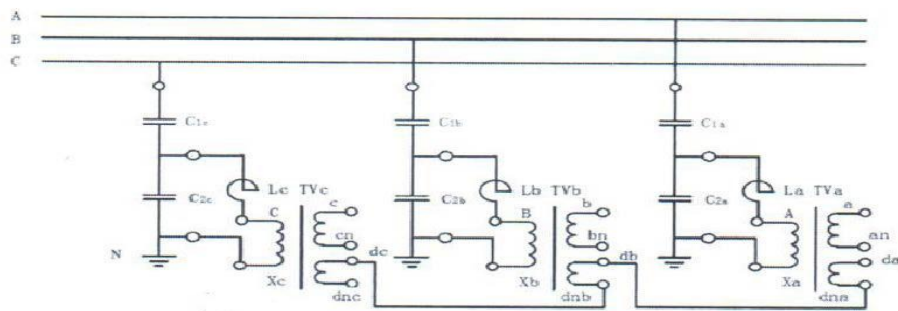 A
B
C
C1c
C1b
C1a
Lc TVc
Lb TVb
La TVa
C2c
C2b
C2a
C
c
B
b
A
a
cn
bn
an
N
dc
db
da
Xc
Xb
Xa
dnc
dnb
dna